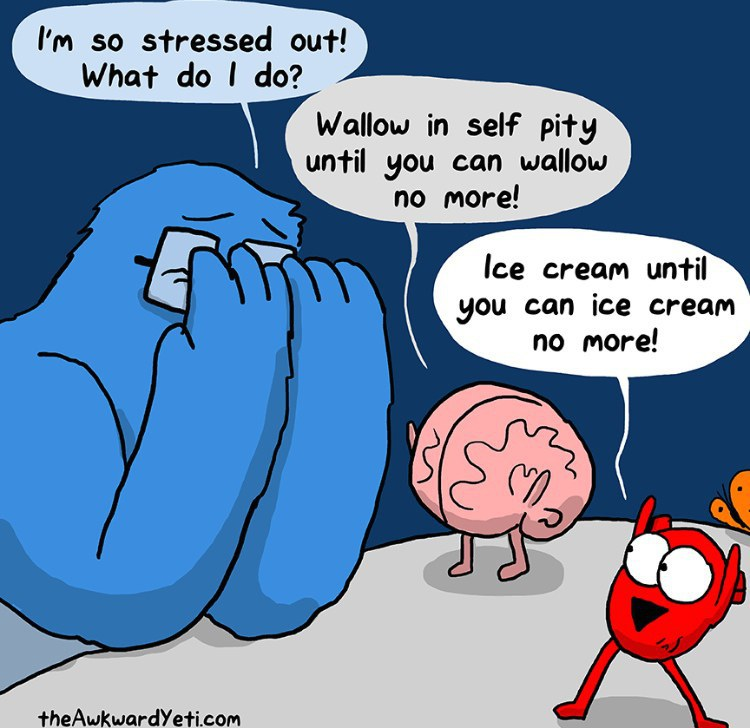 I'm so stressed out!
What do I do?
Wallow in self pity
until you can wallow
no more!
Ice cream until
you can ice cream
no more!
theAwkwardYeti.com